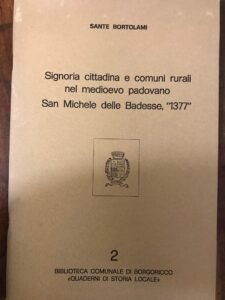 SANTE BORTOLAMI
Signoria cittadina e comuni rurali
nel medioevo padovano
San Michele delle Badesse, "1377"
2
BIBLIOTECA COMUNALE DI BORGORICCO
«QUADERNI DI STORIA LOCALE»